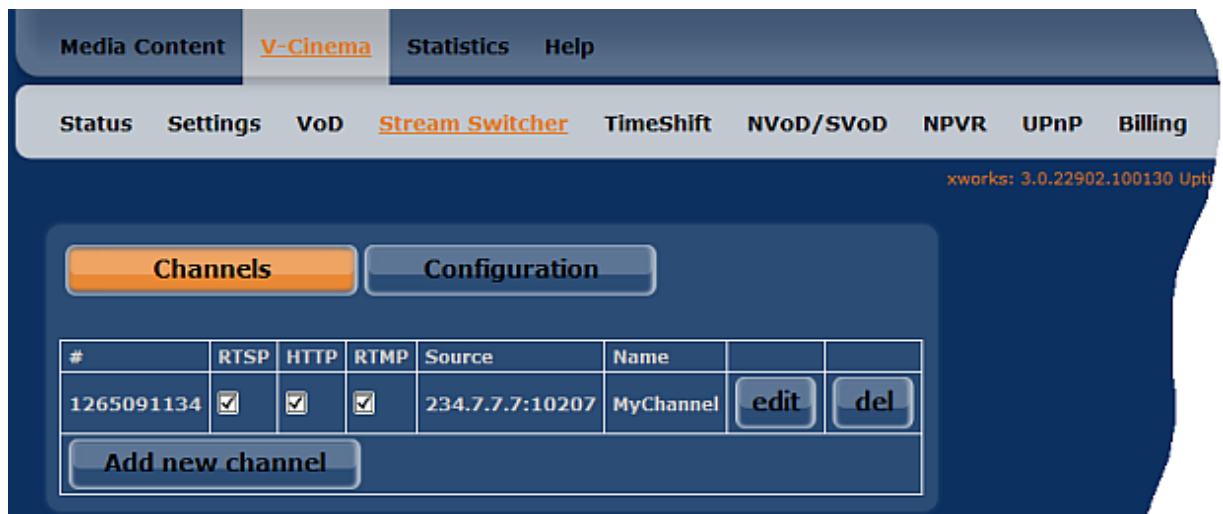 Media Content V-Cinema Statistics Help
Status Settings VoD Stream Switcher TimeShift NVoD/SVoD NPVR UPnP Billing
xworks: 3.0.22902.100130
Channels Configuration
# RTSP HTTP RTMP Source Name
1265091134 234.7.7.7:10207 MyChannel edit del
Add new channel